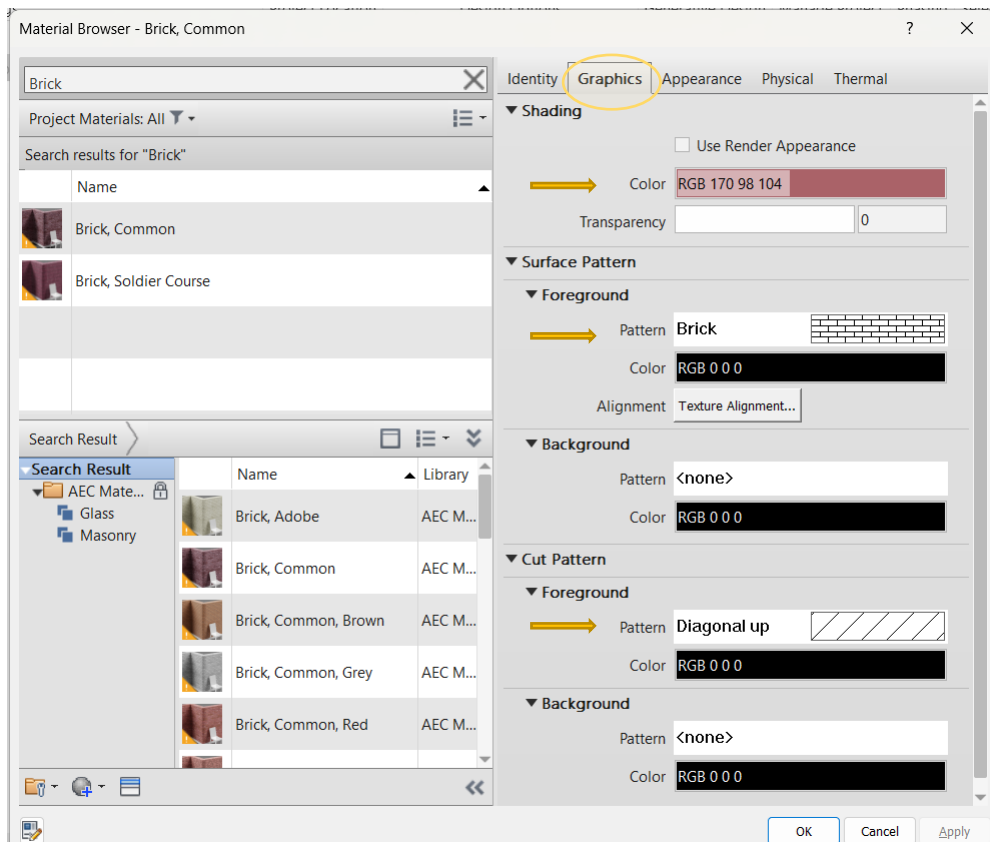 Material Browser - Brick, Common
?
Brick
Project Materials: All
Search results for "Brick"
Name
Brick, Common
Brick, Soldier Course
Search Result
Search Result
AEC Mate...
Glass
Masonry
Name Library
Brick, Adobe AEC M...
Brick, Common AEC M...
Brick, Common, Brown AEC M...
Brick, Common, Grey AEC M...
Brick, Common, Red AEC M...
Identity Graphics Appearance Physical Thermal
Shading
Use Render Appearance
Color RGB 170 98 104
Transparency 0
Surface Pattern
Foreground
Pattern Brick
Color RGB 0 0 0
Alignment Texture Alignment...
Background
Pattern <none>
Color RGB 0 0 0
Cut Pattern
Foreground
Pattern Diagonal up
Color RGB 0 0 0
Background
Pattern <none>
Color RGB 0 0 0
OK Cancel Apply